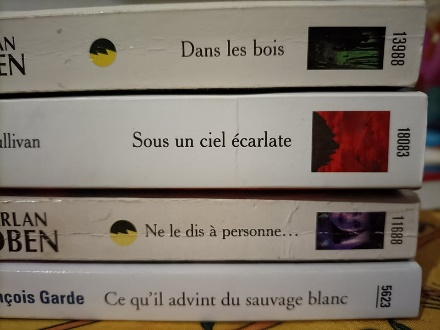 AN
EN
Dans les bois
13988
llivan
Sous un ciel écarlate
18083
RLAN
OBEN
Ne le dis à personne...
11688
nçois Garde
Ce qu'il advint du sauvage blanc
5623